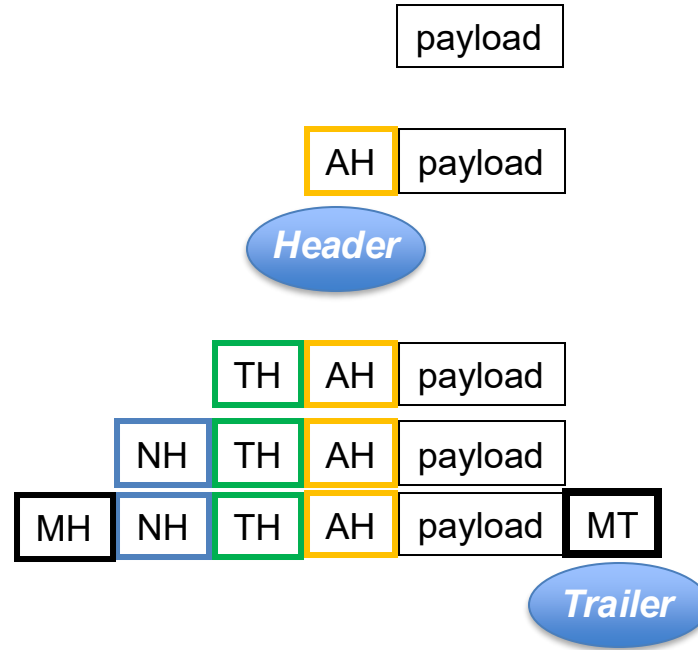 payload
AH payload
Header
TH AH payload
NH TH AH payload
MH NH TH AH payload MT
Trailer